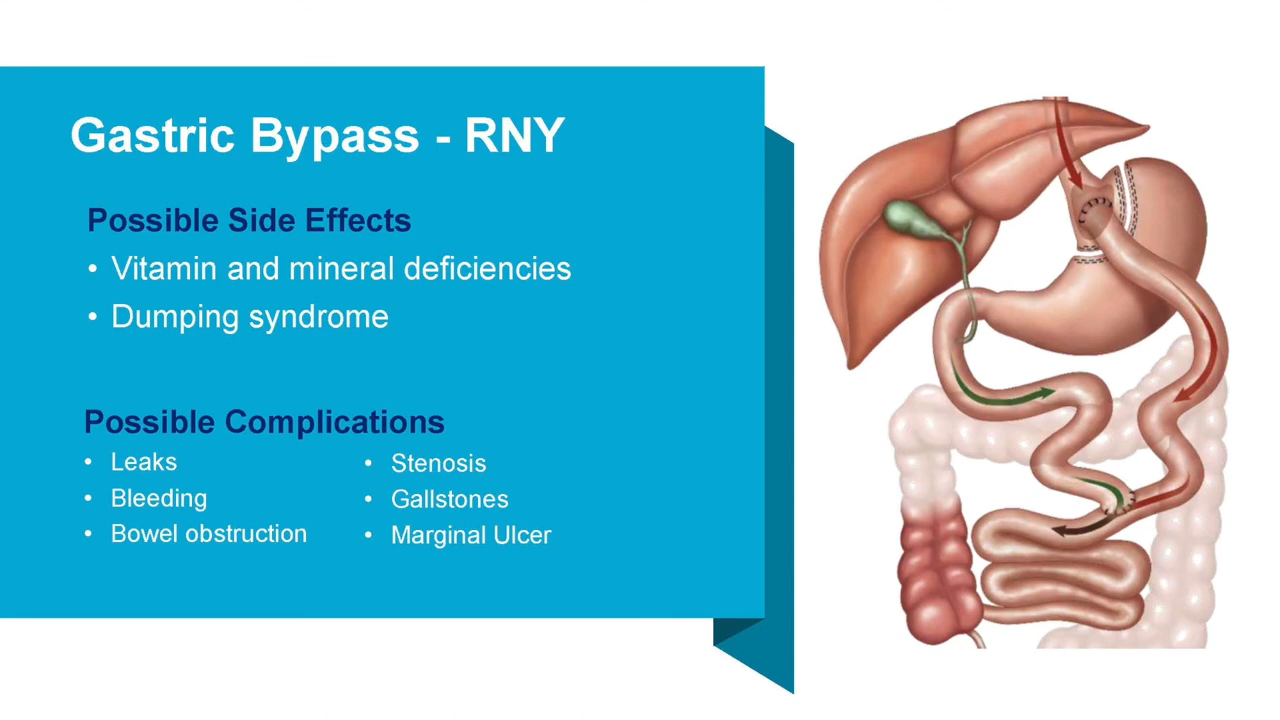 Gastric Bypass - RNY
Possible Side Effects
• Vitamin and mineral deficiencies
• Dumping syndrome
Possible Complications
• Leaks
• Bleeding
• Bowel obstruction
• Stenosis
• Gallstones
• Marginal Ulcer